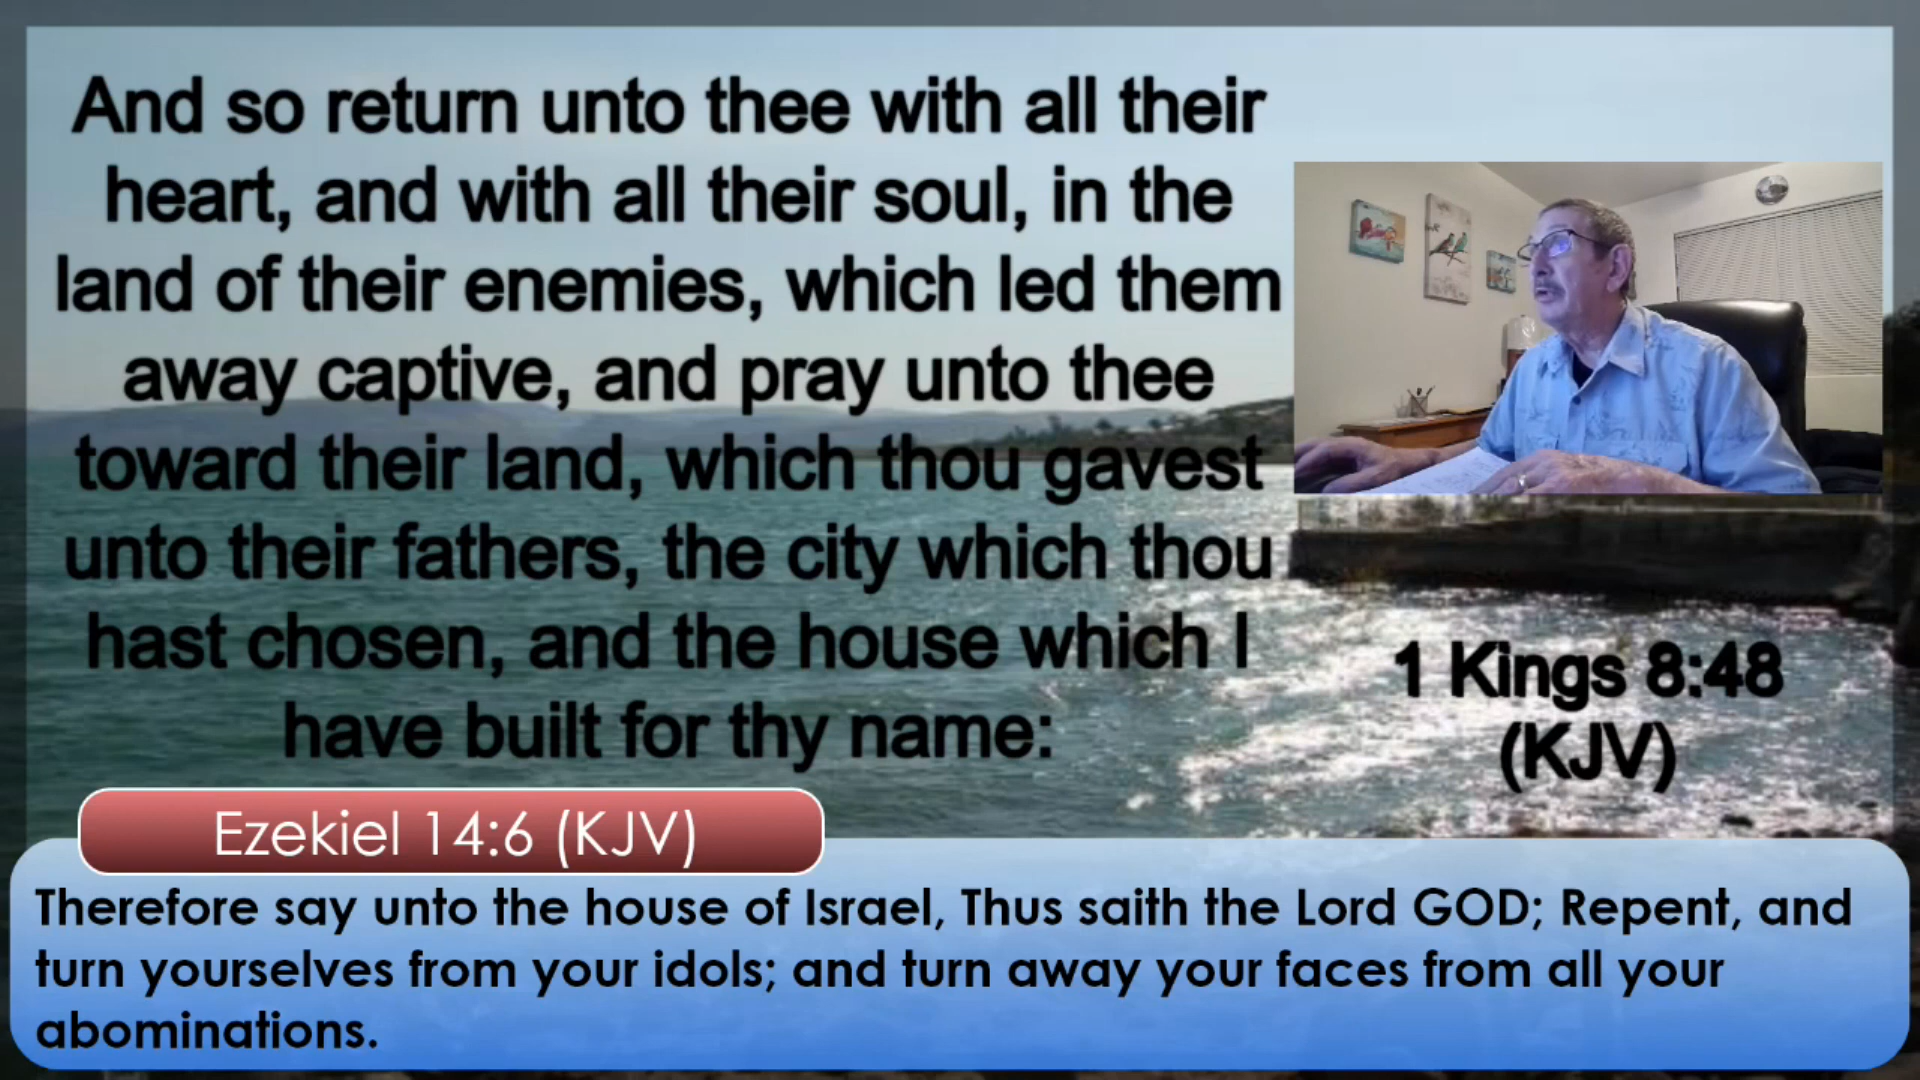 And so return unto thee with all their
heart, and with all their soul, in the
land of their enemies, which led them
away captive, and pray unto thee
toward their land, which thou gavest
unto their fathers, the city which thou
hast chosen, and the house which I
have built for thy name:
1 Kings 8:48
(KJV)
Ezekiel 14:6 (KJV)
Therefore say unto the house of Israel, Thus saith the Lord GOD; Repent, and
turn yourselves from your idols; and turn away your faces from all your
abominations.